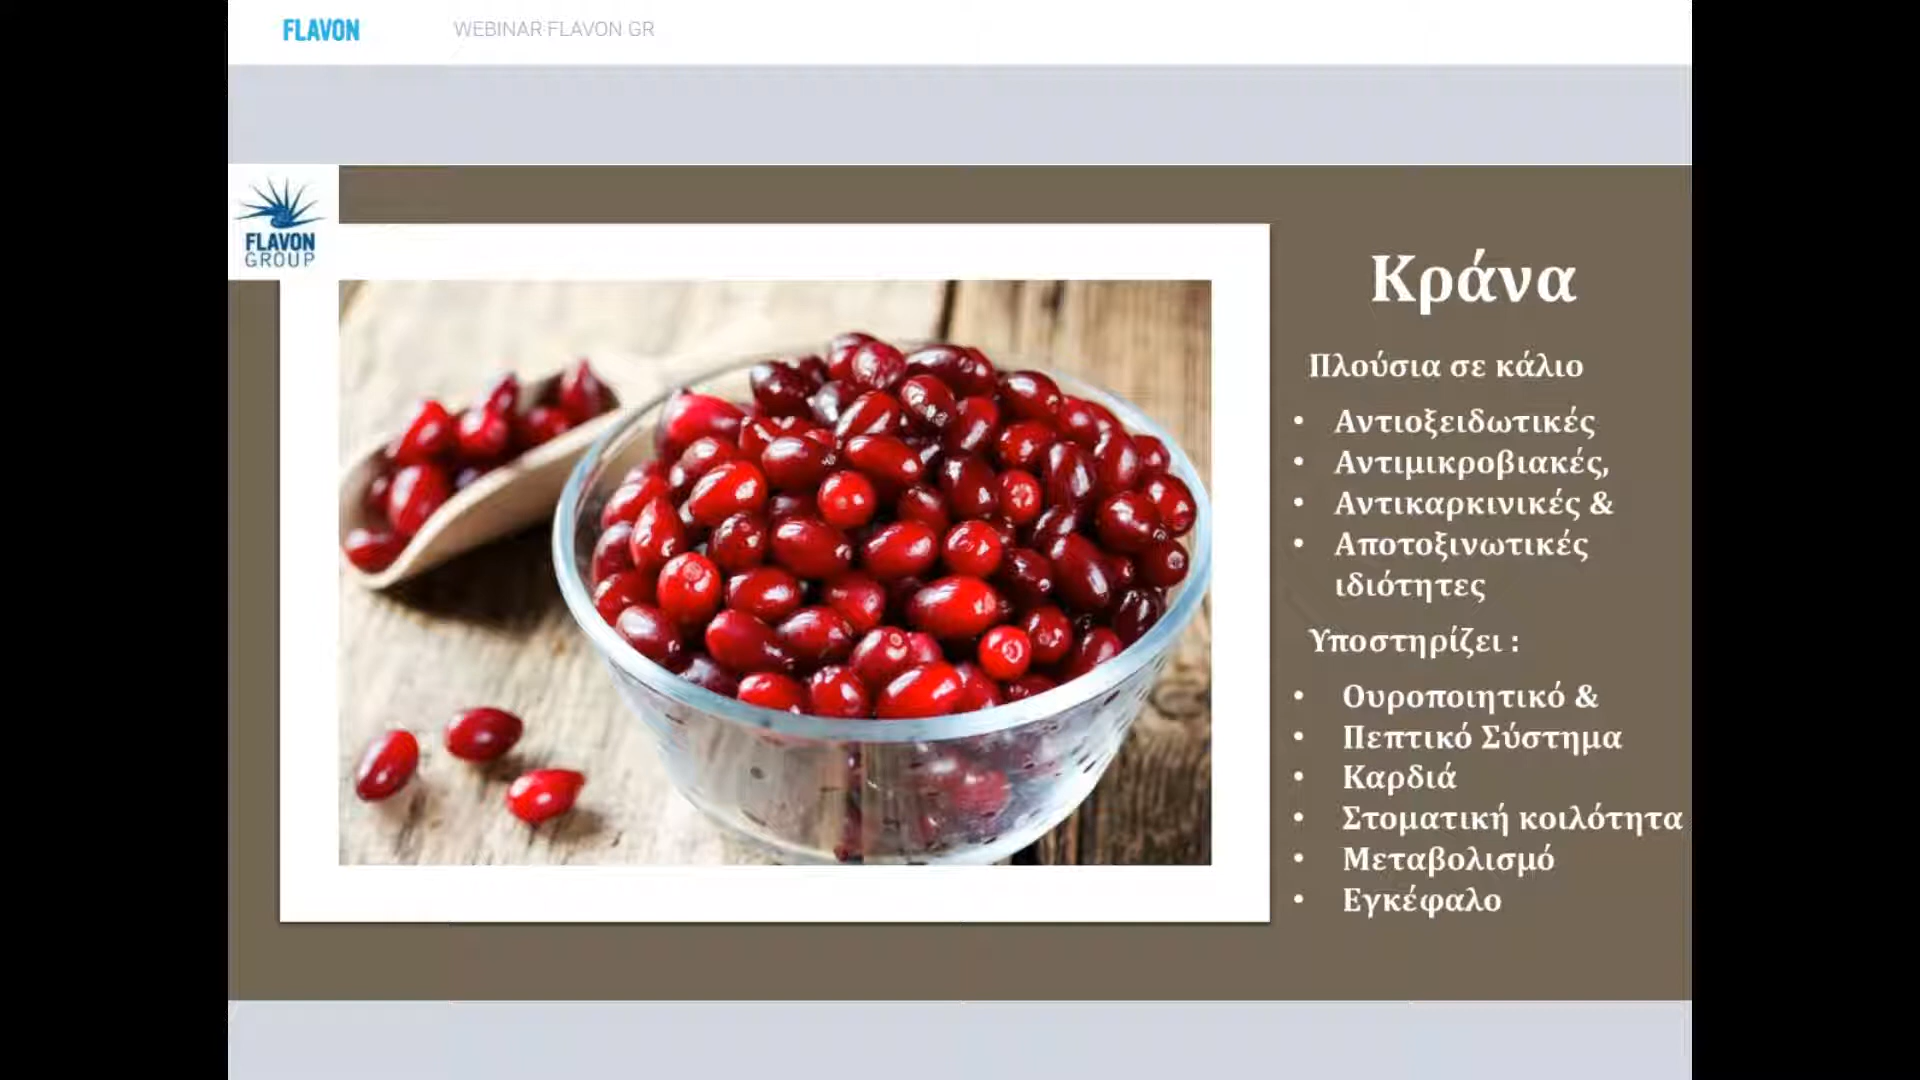 FLAVON
WEBINAR FLAVON GR
FLAVON
GROUP
Κράνα
Πλούσια σε κάλιο
• Αντιοξειδωτικές
• Αντιμικροβιακές,
• Αντικαρκινικές &
• Αποτοξινωτικές
ιδιότητες
Υποστηρίζει :
• Ουροποιητικό &
• Πεπτικό Σύστημα
• Καρδιά
• Στοματική κοιλότητα
• Μεταβολισμό
• Εγκέφαλο